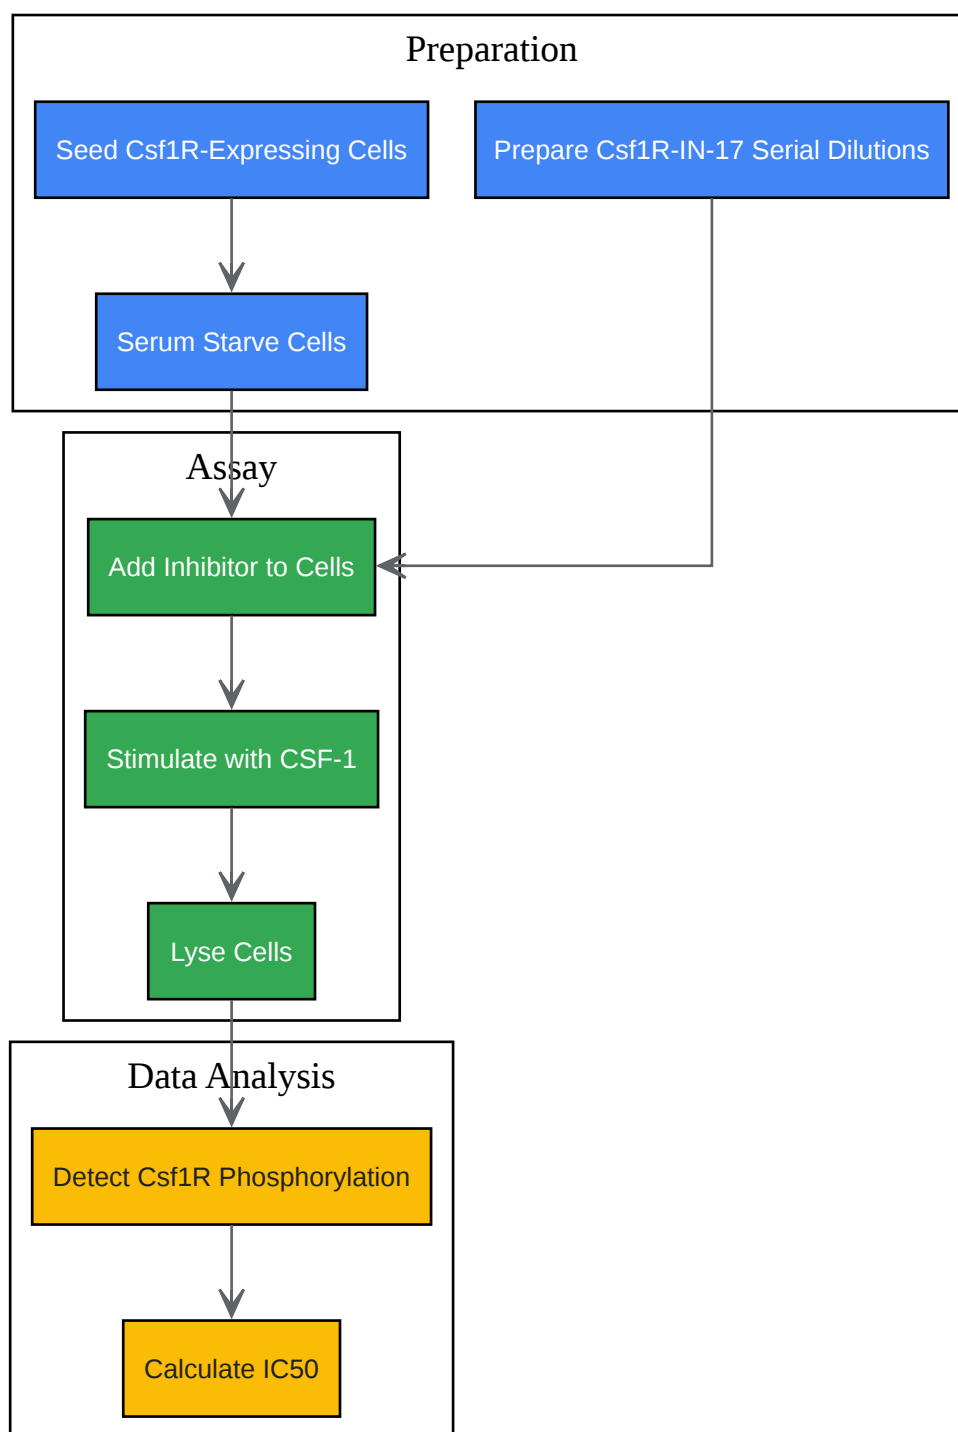 Preparation
Seed Csf1R-Expressing Cells
Prepare Csf1R-IN-17 Serial Dilutions
Serum Starve Cells
Assay
Add Inhibitor to Cells
Stimulate with CSF-1
Lyse Cells
Data Analysis
Detect Csf1R Phosphorylation
Calculate IC50